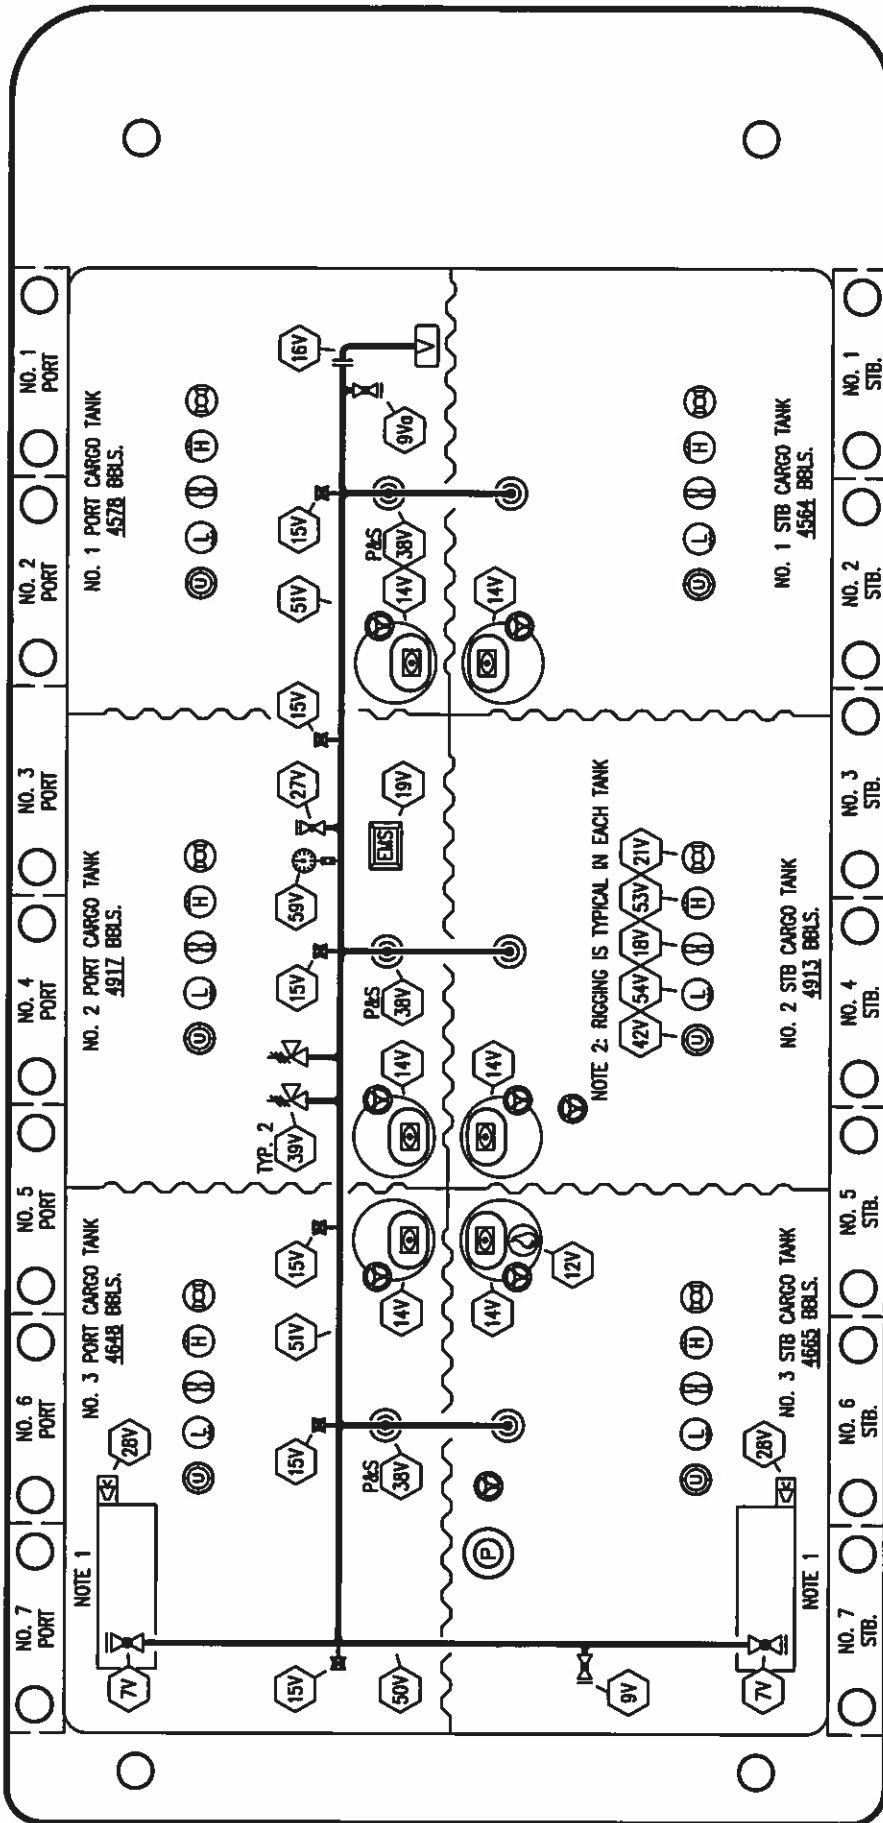 NO. 7
PORT
NO. 6
PORT
NO. 5
PORT
NO. 4
PORT
NO. 3
PORT
NO. 2
PORT
NO. 1
PORT
NOTE 1
28V
7V
NO. 3 PORT CARGO TANK
4648 BBLS.
U
L
H
NO. 2 PORT CARGO TANK
4917 BBLS.
U
L
H
NO. 1 PORT CARGO TANK
4578 BBLS.
U
L
H
15V
15V
51V
15V
TYP. 2
39V
15V
59V
27V
15V
51V
15V
16V
50V
P&S
38V
14V
14V
P&S
38V
EMS
19V
14V
P&S
38V
9Va
V
P
14V
12V
14V
14V
9V
NOTE 2: RIGGING IS TYPICAL IN EACH TANK
42V
54V
18V
53V
21V
U
L
H
U
L
H
U
L
H
7V
28V
NOTE 1
NO. 3 STB CARGO TANK
4665 BBLS.
NO. 2 STB CARGO TANK
4913 BBLS.
NO. 1 STB CARGO TANK
4564 BBLS.
NO. 7
STB.
NO. 6
STB.
NO. 5
STB.
NO. 4
STB.
NO. 3
STB.
NO. 2
STB.
NO. 1
STB.